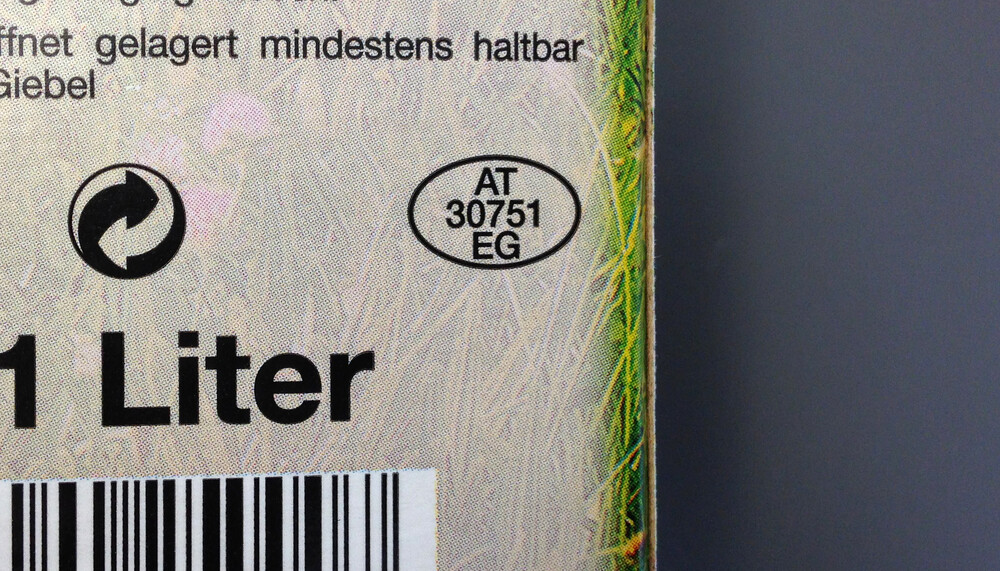 ffnet gelagert mindestens haltbar
Giebel
AT
30751
EG
1 Liter